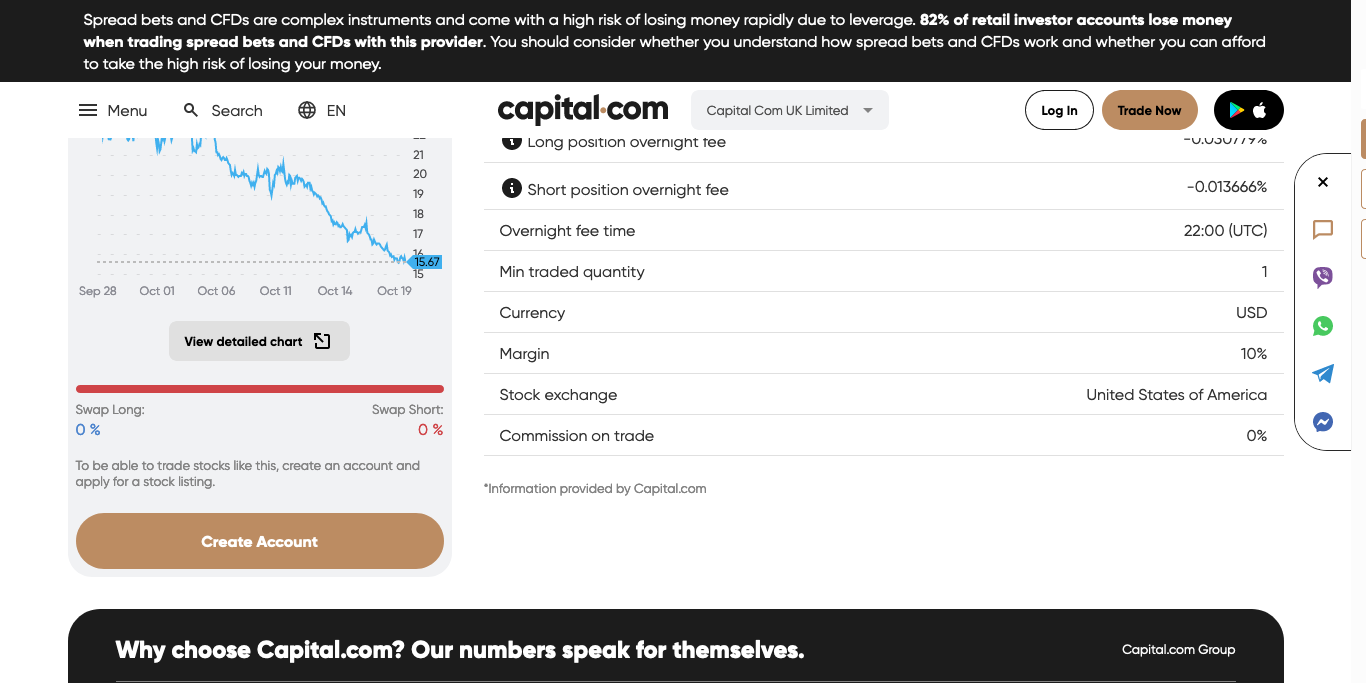 Spread bets and CFDs are complex instruments and come with a high risk of losing money rapidly due to leverage. 82% of retail investor accounts lose money
when trading spread bets and CFDs with this provider. You should consider whether you understand how spread bets and CFDs work and whether you can afford
to take the high risk of losing your money.
Menu
Search
EN
capital.com
Capital Com UK Limited
Log In
Trade Now
21
20
19
18
17
16
15.67
15
Sep 28 Oct 01 Oct 06 Oct 11 Oct 14 Oct 19
View detailed chart
Swap Long: Swap Short:
0 % 0 %
To be able to trade stocks like this, create an account and
apply for a stock listing.
Create Account
Long position overnight fee -0.030779%
Short position overnight fee -0.013666%
Overnight fee time 22:00 (UTC)
Min traded quantity 1
Currency USD
Margin 10%
Stock exchange United States of America
Commission on trade 0%
*Information provided by Capital.com
Why choose Capital.com? Our numbers speak for themselves.
Capital.com Group